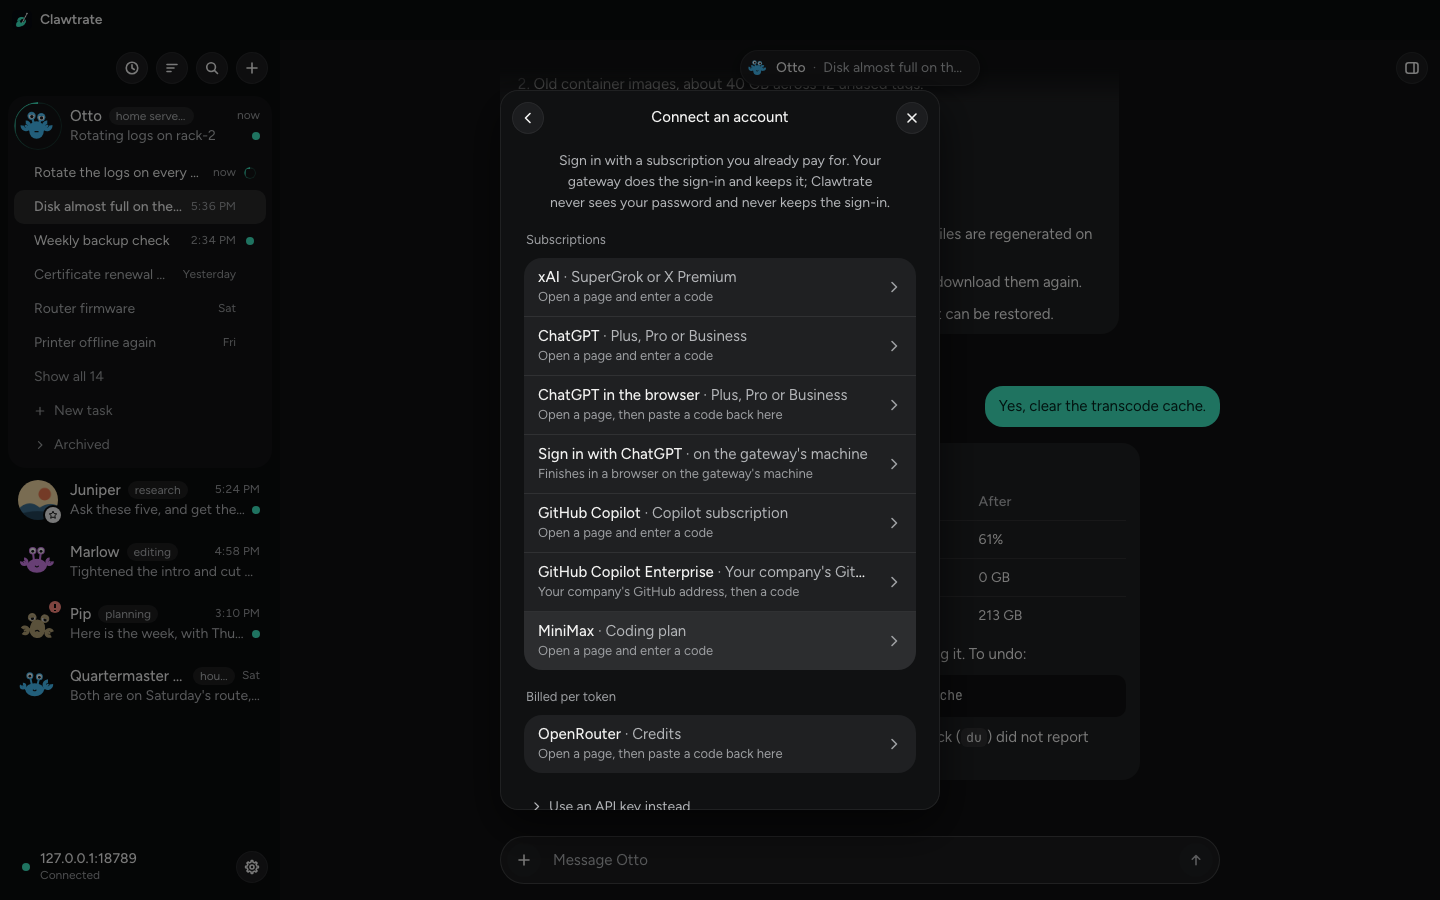 Clawtrate
Otto home serve... now
Rotating logs on rack-2
Rotate the logs on every ... now
Disk almost full on the... 5:36 PM
Weekly backup check 2:34 PM
Certificate renewal ... Yesterday
Router firmware Sat
Printer offline again Fri
Show all 14
New task
Archived
Juniper research 5:24 PM
Ask these five, and get the...
Marlow editing 4:58 PM
Tightened the intro and cut ...
Pip planning 3:10 PM
Here is the week, with Thu...
Quartermaster ... hou... Sat
Both are on Saturday's route,...
127.0.0.1:18789
Connected
Otto · Disk almost full on th...
2. Old container images, about 40 GB across 12 unused tags.
Connect an account
Sign in with a subscription you already pay for. Your
gateway does the sign-in and keeps it; Clawtrate
never sees your password and never keeps the sign-in.
Subscriptions
xAI · SuperGrok or X Premium
Open a page and enter a code
ChatGPT · Plus, Pro or Business
Open a page and enter a code
ChatGPT in the browser · Plus, Pro or Business
Open a page, then paste a code back here
Sign in with ChatGPT · on the gateway's machine
Finishes in a browser on the gateway's machine
GitHub Copilot · Copilot subscription
Open a page and enter a code
GitHub Copilot Enterprise · Your company's Git...
Your company's GitHub address, then a code
MiniMax · Coding plan
Open a page and enter a code
Billed per token
OpenRouter · Credits
Open a page, then paste a code back here
Use an API key instead
are regenerated on
download them again.
can be restored.
Yes, clear the transcode cache.
After
61%
0 GB
213 GB
it. To undo:
(du) did not report
Message Otto